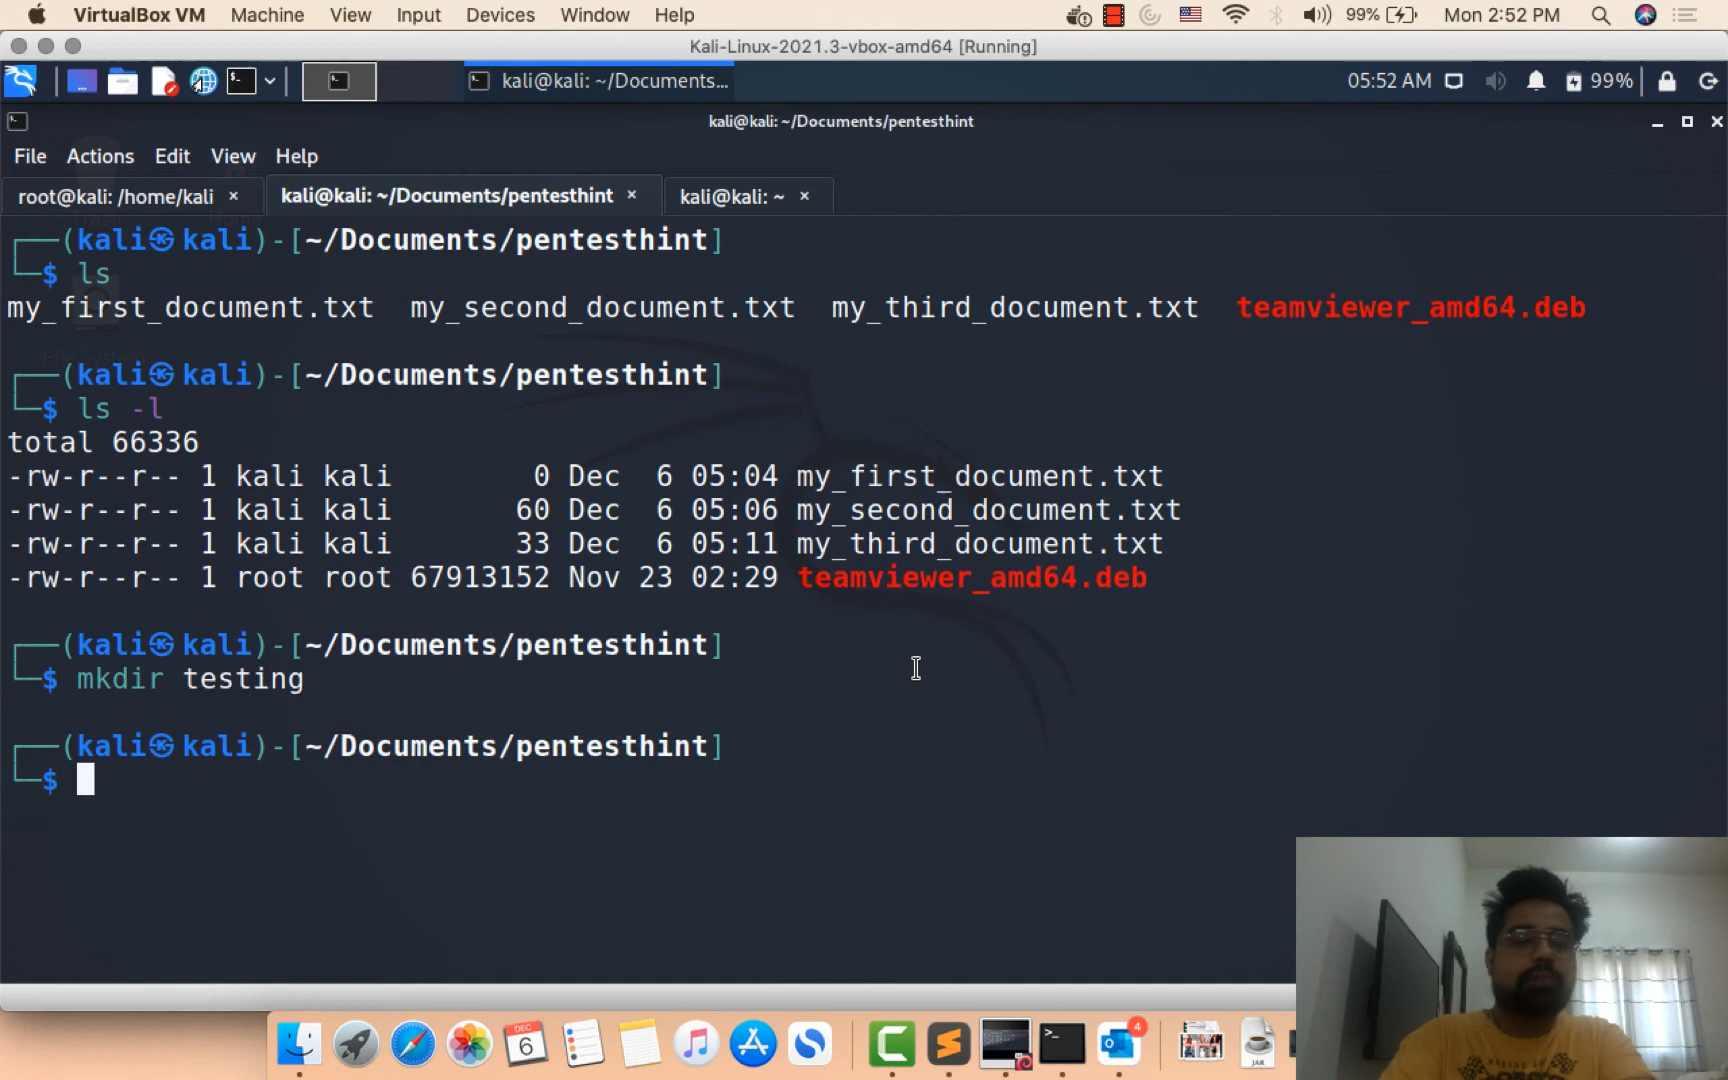 VirtualBox VM Machine View Input Devices Window Help 99% Mon 2:52 PM
Kali-Linux-2021.3-vbox-amd64 [Running]
kali@kali: ~/Documents... 05:52 AM 99%
kali@kali: ~/Documents/pentesthint
File Actions Edit View Help
root@kali: /home/kali × kali@kali: ~/Documents/pentesthint × kali@kali: ~ ×
┌──(kali㉿kali)-[~/Documents/pentesthint]
└─$ ls
my_first_document.txt my_second_document.txt my_third_document.txt teamviewer_amd64.deb
┌──(kali㉿kali)-[~/Documents/pentesthint]
└─$ ls -l
total 66336
-rw-r--r-- 1 kali kali 0 Dec 6 05:04 my_first_document.txt
-rw-r--r-- 1 kali kali 60 Dec 6 05:06 my_second_document.txt
-rw-r--r-- 1 kali kali 33 Dec 6 05:11 my_third_document.txt
-rw-r--r-- 1 root root 67913152 Nov 23 02:29 teamviewer_amd64.deb
┌──(kali㉿kali)-[~/Documents/pentesthint]
└─$ mkdir testing
┌──(kali㉿kali)-[~/Documents/pentesthint]
└─$
DEC
6
4
JAR